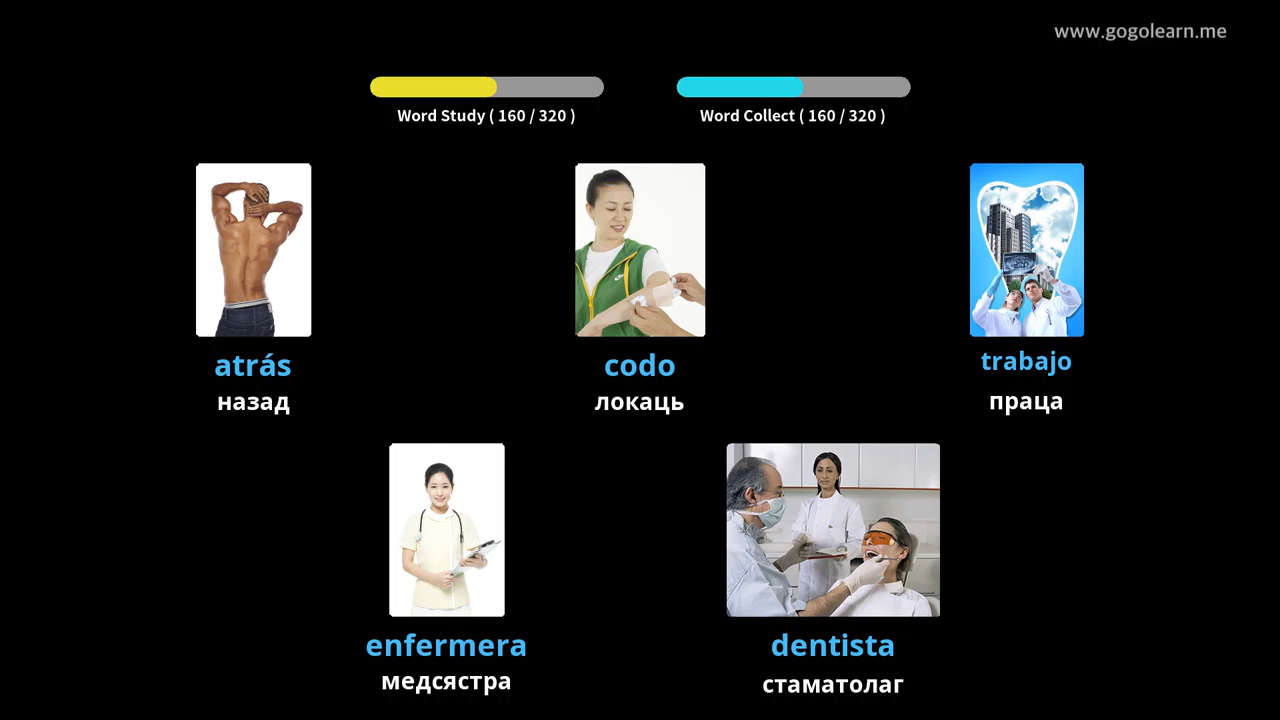 www.gogolearn.me
Word Study ( 160 / 320 )
Word Collect ( 160 / 320 )
atrás
назад
codo
локаць
trabajo
праца
enfermera
медсястра
dentista
стаматолаг